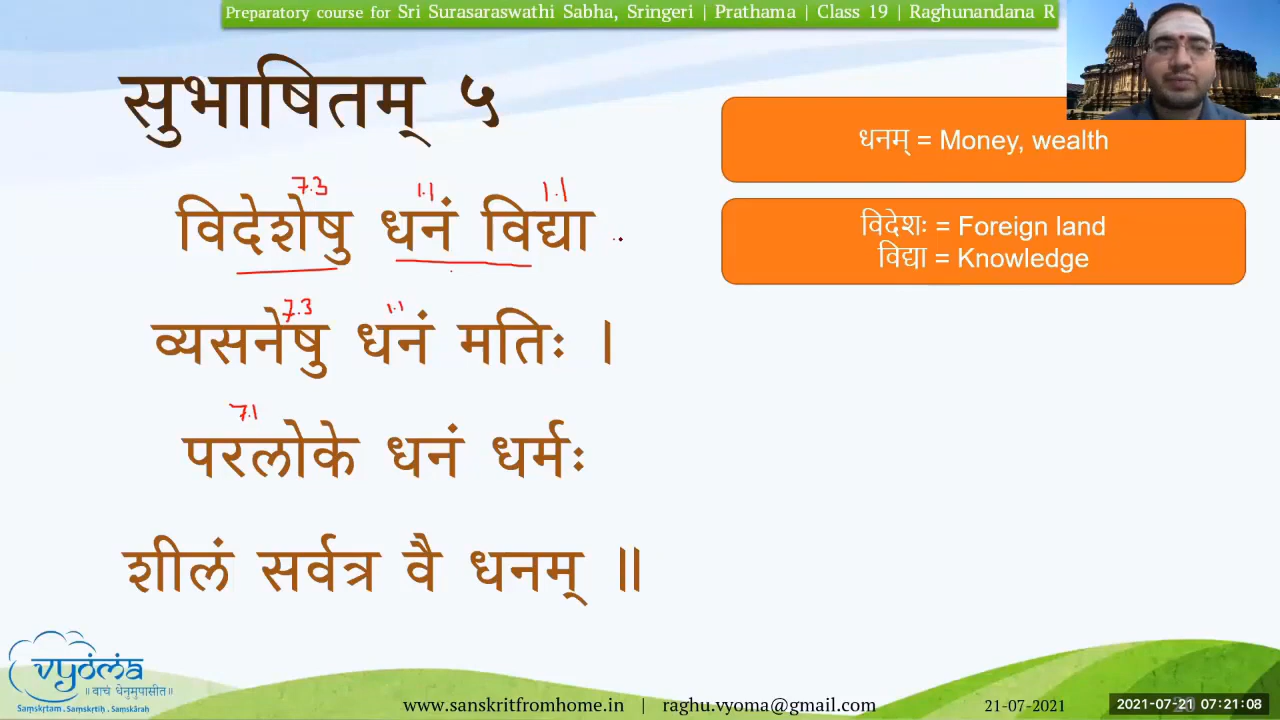 Preparatory course for Sri Surasaraswathi Sabha, Sringeri | Prathama | Class 19 | Raghunandana R
सुभाषितम् ५
7.3 1.1 1.1
विदेशेषु धनं विद्या
7.3 1.1
व्यसनेषु धनं मतिः ।
7.1
परलोके धनं धर्मः
शीलं सर्वत्र वै धनम् ॥
धनम् = Money, wealth
विदेशः = Foreign land
विद्या = Knowledge
vyoma
॥ वाचं धेनुमुपासीत॥
Saṃskṛtam . Saṃskṛtiḥ . Saṃskārāḥ
www.sanskritfromhome.in | raghu.vyoma@gmail.com
21-07-2021
2021-07-21 07:21:08